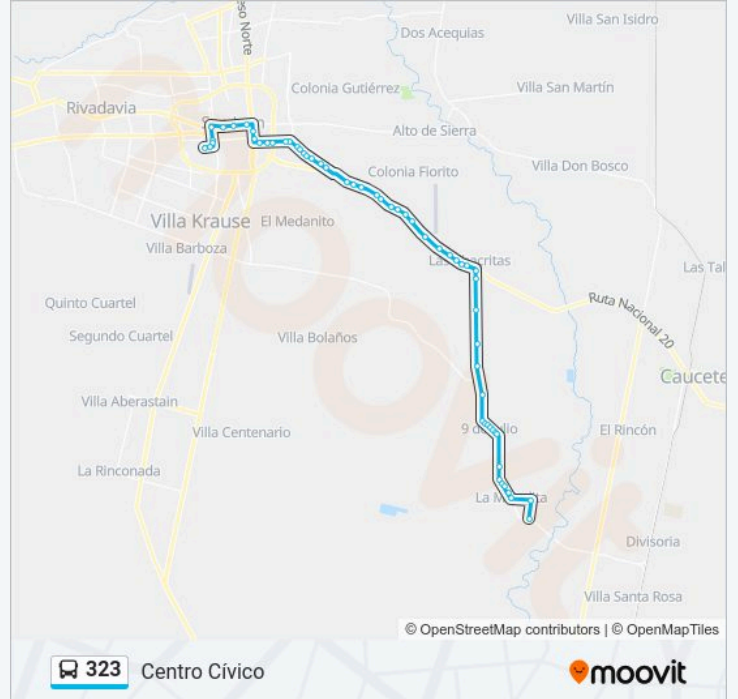 Villa San Isidro
eso Norte
Dos Acequias
Colonia Gutiérrez
Villa San Martín
Rivadavia
Alto de Sierra
Villa Don Bosco
Colonia Fiorito
Villa Krause
El Medanito
Villa Barboza
Las Tal
Quinto Cuartel
Ruta Nacional 20
Segundo Cuartel
Villa Bolaños
Caucete
Villa Aberastain
Villa Centenario
El Rincón
La Rinconada
Divisoria
Villa Santa Rosa
© OpenStreetMap contributors | © OpenMapTiles
323 Centro Cívico
moovit